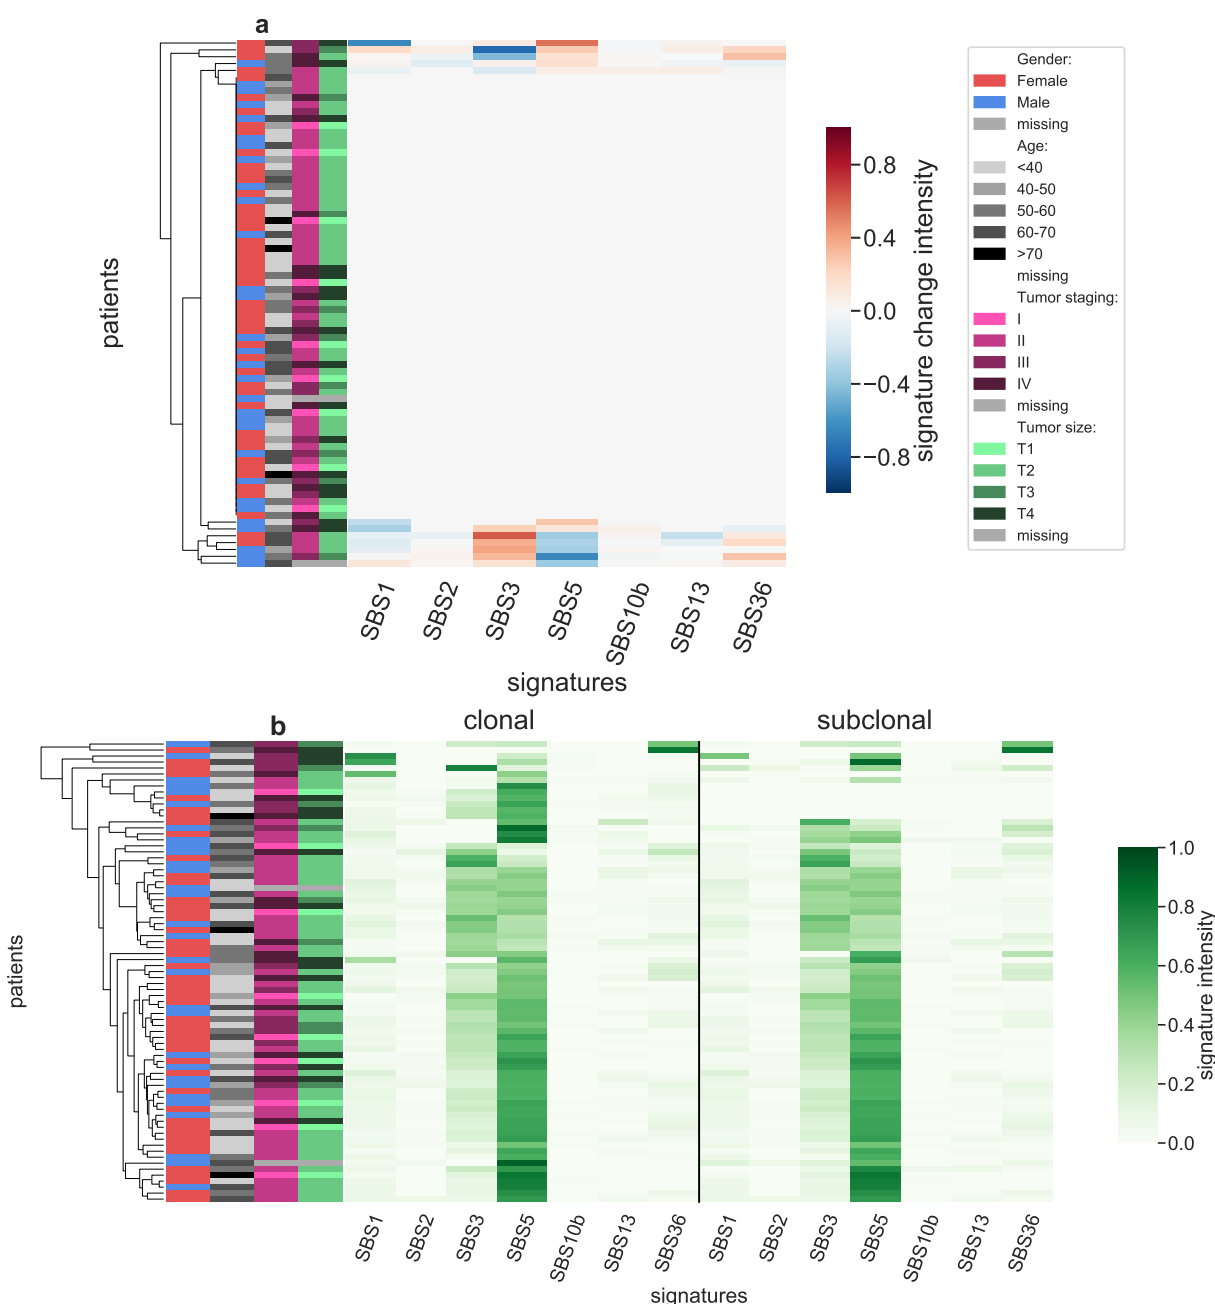 a
patients
0.8
0.4
0.0
−0.4
−0.8
signature change intensity
Gender:
Female
Male
missing
Age:
<40
40-50
50-60
60-70
>70
missing
Tumor staging:
I
II
III
IV
missing
Tumor size:
T1
T2
T3
T4
missing
SBS1
SBS2
SBS3
SBS5
SBS10b
SBS13
SBS36
signatures
b
clonal
subclonal
patients
1.0
0.8
0.6
0.4
0.2
0.0
signature intensity
SBS1
SBS2
SBS3
SBS5
SBS10b
SBS13
SBS36
SBS1
SBS2
SBS3
SBS5
SBS10b
SBS13
SBS36
signatures